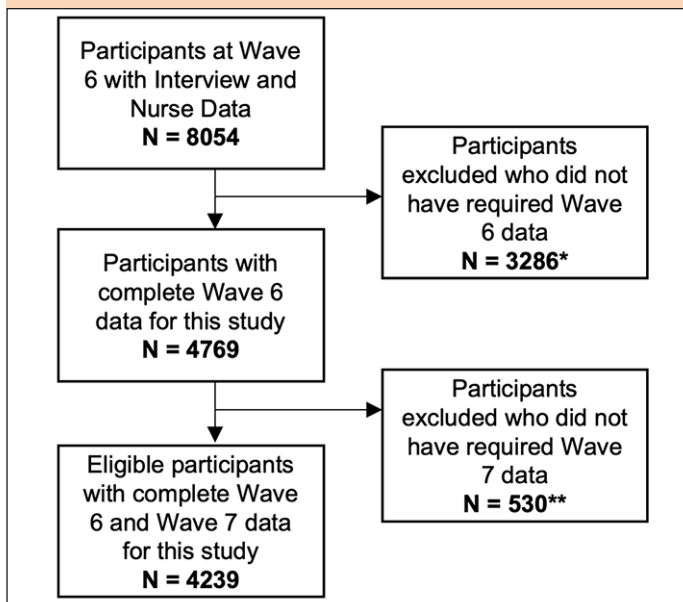 Participants at Wave
6 with Interview and
Nurse Data
N = 8054
Participants
excluded who did not
have required Wave
6 data
N = 3286*
Participants with
complete Wave 6
data for this study
N = 4769
Participants
excluded who did not
have required Wave
7 data
N = 530**
Eligible participants
with complete Wave
6 and Wave 7 data
for this study
N = 4239